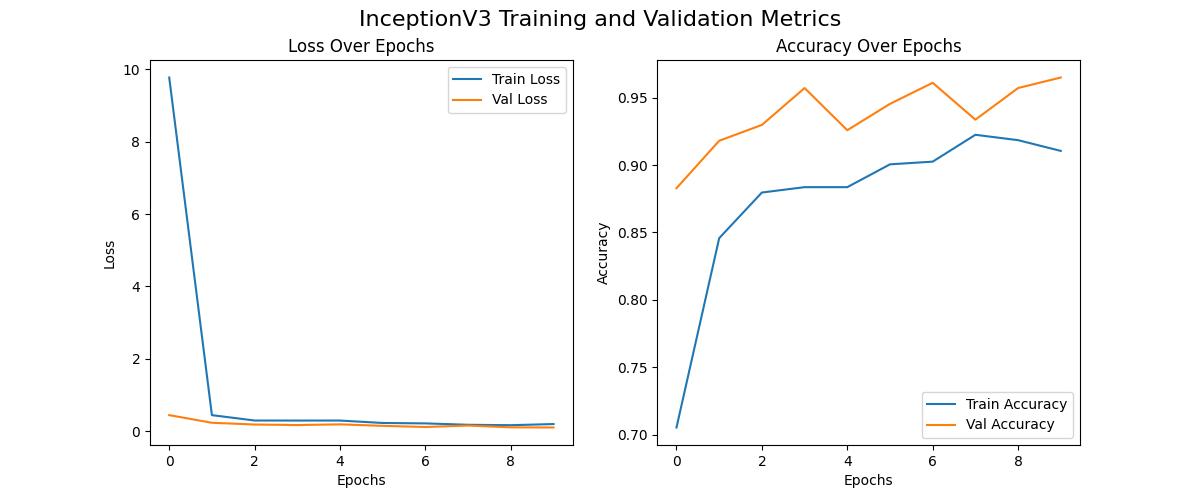 InceptionV3 Training and Validation Metrics
Loss Over Epochs
Accuracy Over Epochs
10
8
6
4
2
0
Loss
Train Loss
Val Loss
0 2 4 6 8
Epochs
0.95
0.90
0.85
0.80
0.75
0.70
Accuracy
Train Accuracy
Val Accuracy
0 2 4 6 8
Epochs